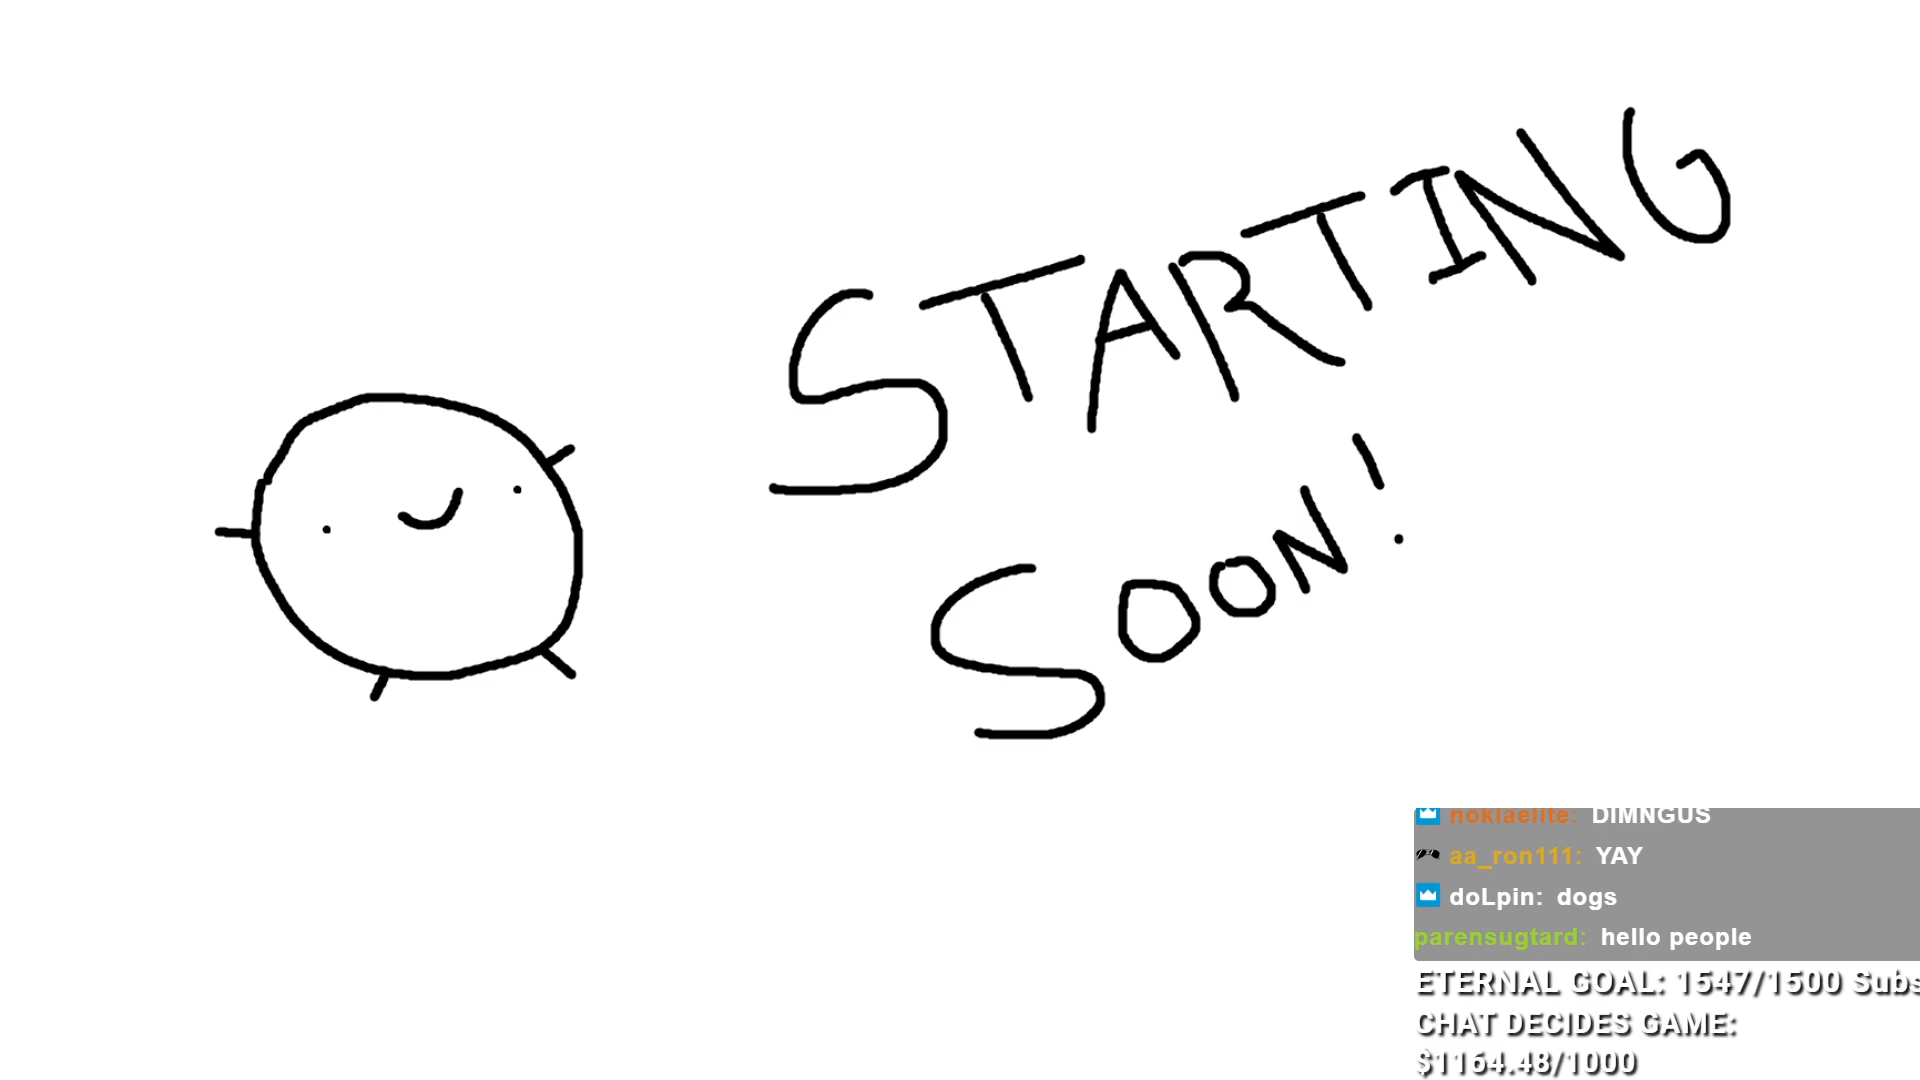 STARTING
SOON!
nokiaelite: DIMNGUS
aa_ron111: YAY
doLpin: dogs
parensugtard: hello people
ETERNAL GOAL: 1547/1500 Subs
CHAT DECIDES GAME:
$1164.48/1000